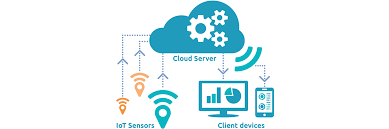 Cloud Server
IoT Sensors
Client devices